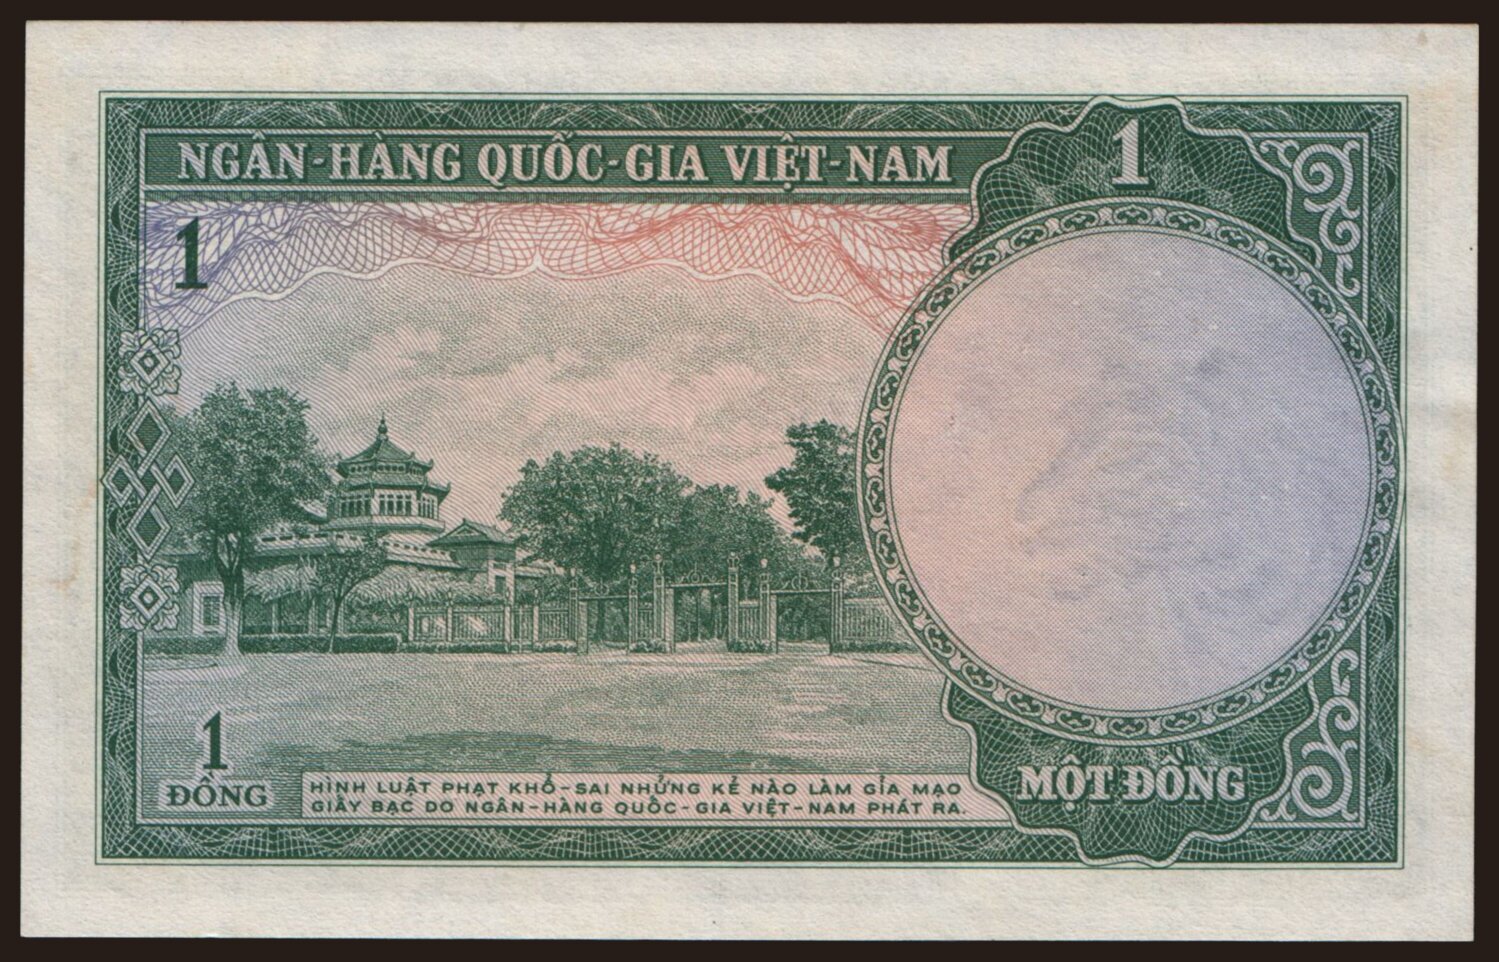 NGÂN-HÀNG QUỐC-GIA VIỆT-NAM
1
1
1
ĐỒNG
HÌNH LUẬT PHẠT KHỔ-SAI NHỮNG KẺ NÀO LÀM GỈA MẠO
GIẤY BẠC DO NGÂN-HÀNG QUỐC-GIA VIỆT-NAM PHÁT RA.
MỘT ĐỒNG